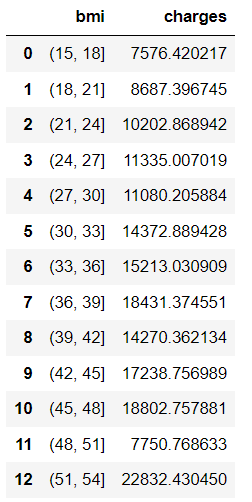 bmi charges
0 (15, 18] 7576.420217
1 (18, 21] 8687.396745
2 (21, 24] 10202.868942
3 (24, 27] 11335.007019
4 (27, 30] 11080.205884
5 (30, 33] 14372.889428
6 (33, 36] 15213.030909
7 (36, 39] 18431.374551
8 (39, 42] 14270.362134
9 (42, 45] 17238.756989
10 (45, 48] 18802.757881
11 (48, 51] 7750.768633
12 (51, 54] 22832.430450